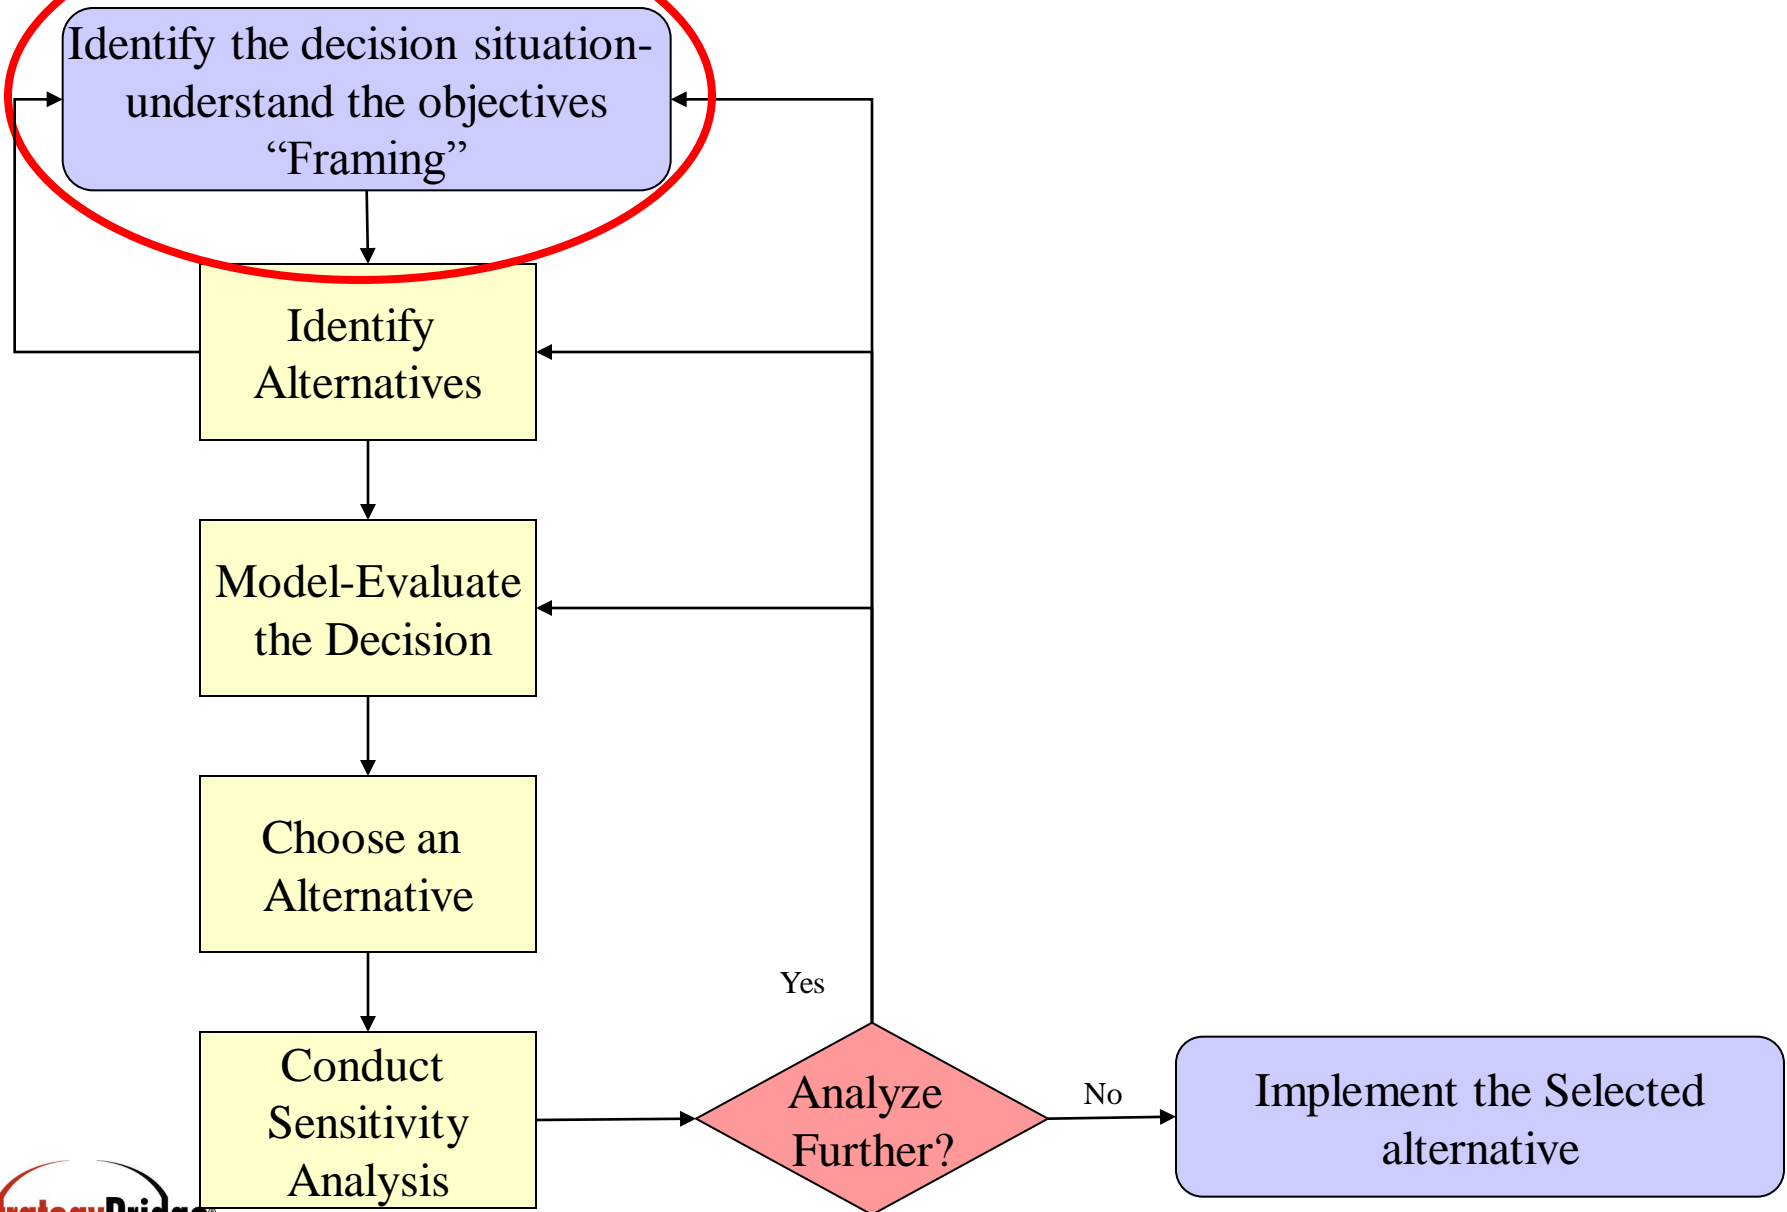 Identify the decision situation-
understand the objectives
“Framing”
Identify
Alternatives
Model-Evaluate
the Decision
Choose an
Alternative
Yes
Conduct
Sensitivity
Analysis
Analyze
Further?
No
Implement the Selected
alternative